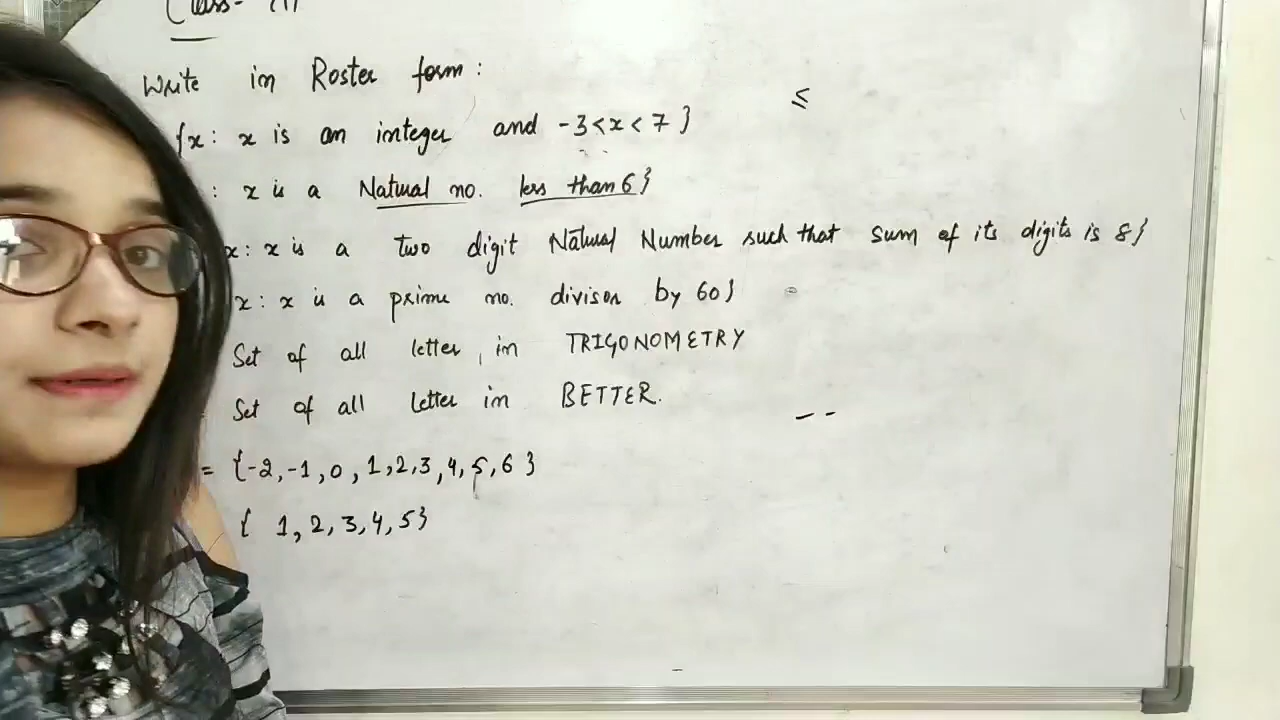 Class- XI
Write in Roster form:
{x: x is an integer and -3<x<7}
≤
: x is a Natural no. less than 6}
x: x is a two digit Natural Number such that sum of its digits is 8}
x: x is a prime no. divisor by 60}
Set of all letter, in TRIGONOMETRY
Set of all letter in BETTER.
- -
= {-2,-1,0,1,2,3,4,5,6}
{ 1,2,3,4,5}